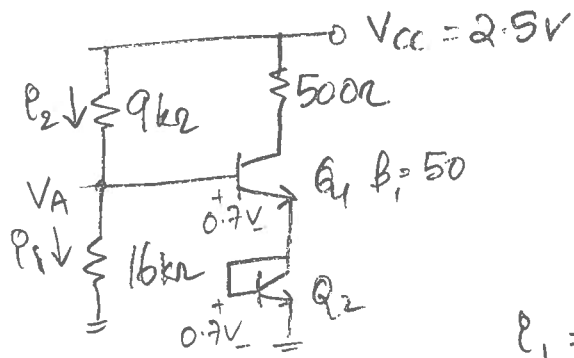 VCC = 2.5V
i2 ↓ 9kΩ
500Ω
VA
Q1 β1 = 50
+
0.7V
-
i1 ↓ 16kΩ
Q2
+
0.7V
-
i1 =